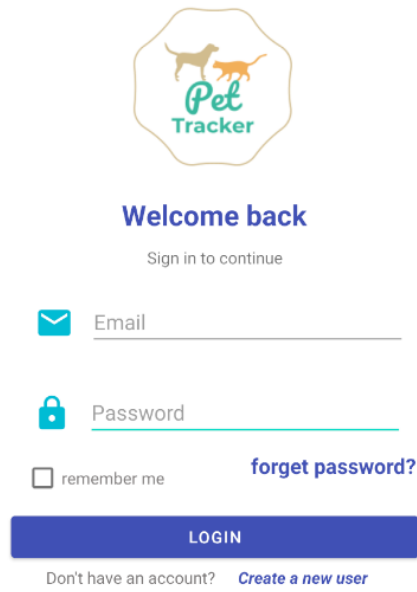 Pet
Tracker
Welcome back
Sign in to continue
Email
Password
remember me forget password?
LOGIN
Don't have an account? Create a new user